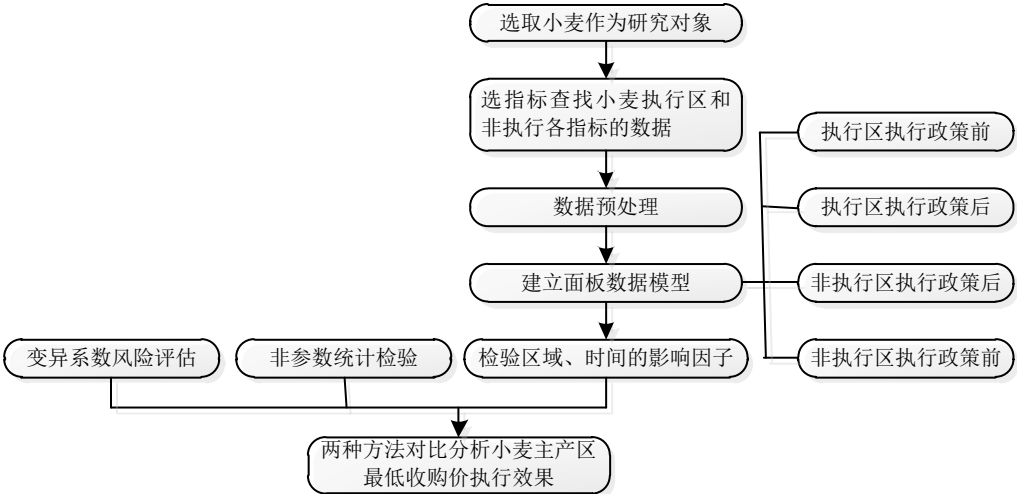 选取小麦作为研究对象
选指标查找小麦执行区和
非执行各指标的数据
数据预处理
建立面板数据模型
执行区执行政策前
执行区执行政策后
非执行区执行政策后
非执行区执行政策前
变异系数风险评估
非参数统计检验
检验区域、时间的影响因子
两种方法对比分析小麦主产区
最低收购价执行效果